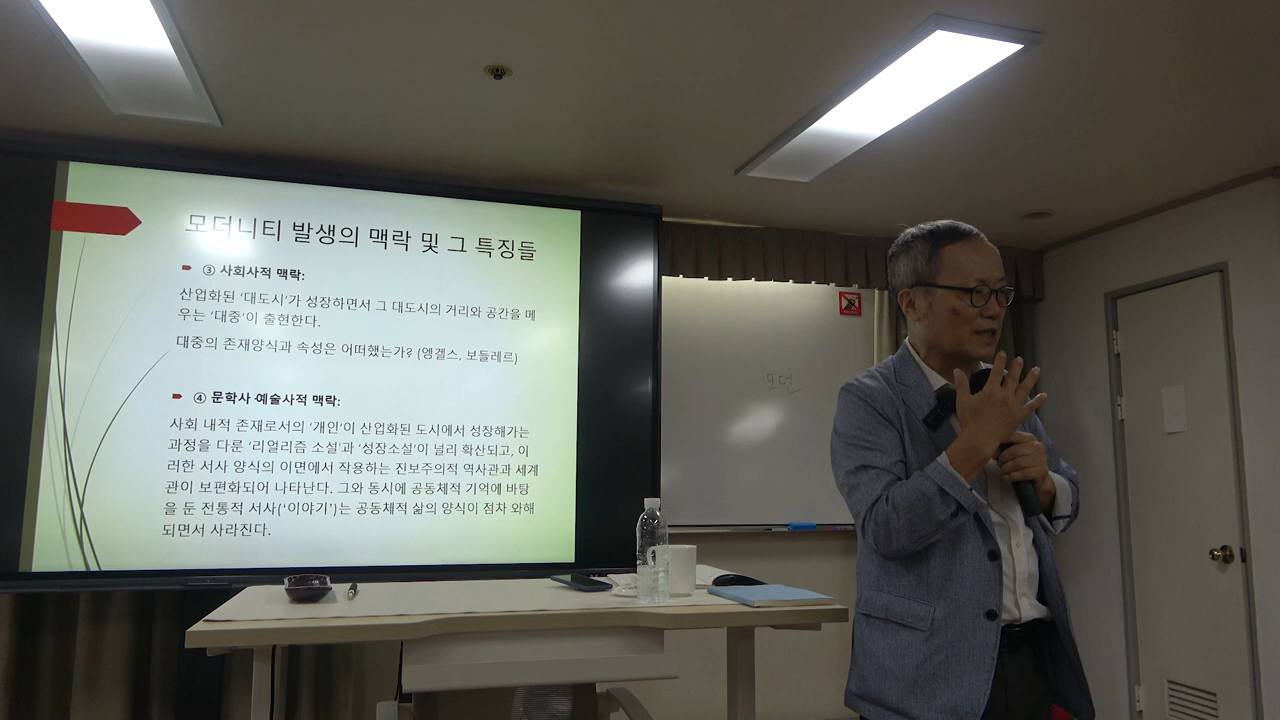 모더니티 발생의 맥락 및 그 특징들
③ 사회사적 맥락:
산업화된 ‘대도시’가 성장하면서 그 대도시의 거리와 공간을 메
우는 ‘대중’이 출현한다.
대중의 존재양식과 속성은 어떠했는가? (엥겔스, 보들레르)
④ 문학사·예술사적 맥락:
사회 내적 존재로서의 ‘개인’이 산업화된 도시에서 성장해가는
과정을 다룬 ‘리얼리즘 소설’과 ‘성장소설’이 널리 확산되고, 이
러한 서사 양식의 이면에서 작용하는 진보주의적 역사관과 세계
관이 보편화되어 나타난다. 그와 동시에 공동체적 기억에 바탕
을 둔 전통적 서사(‘이야기’)는 공동체적 삶의 양식이 점차 와해
되면서 사라진다.
모던